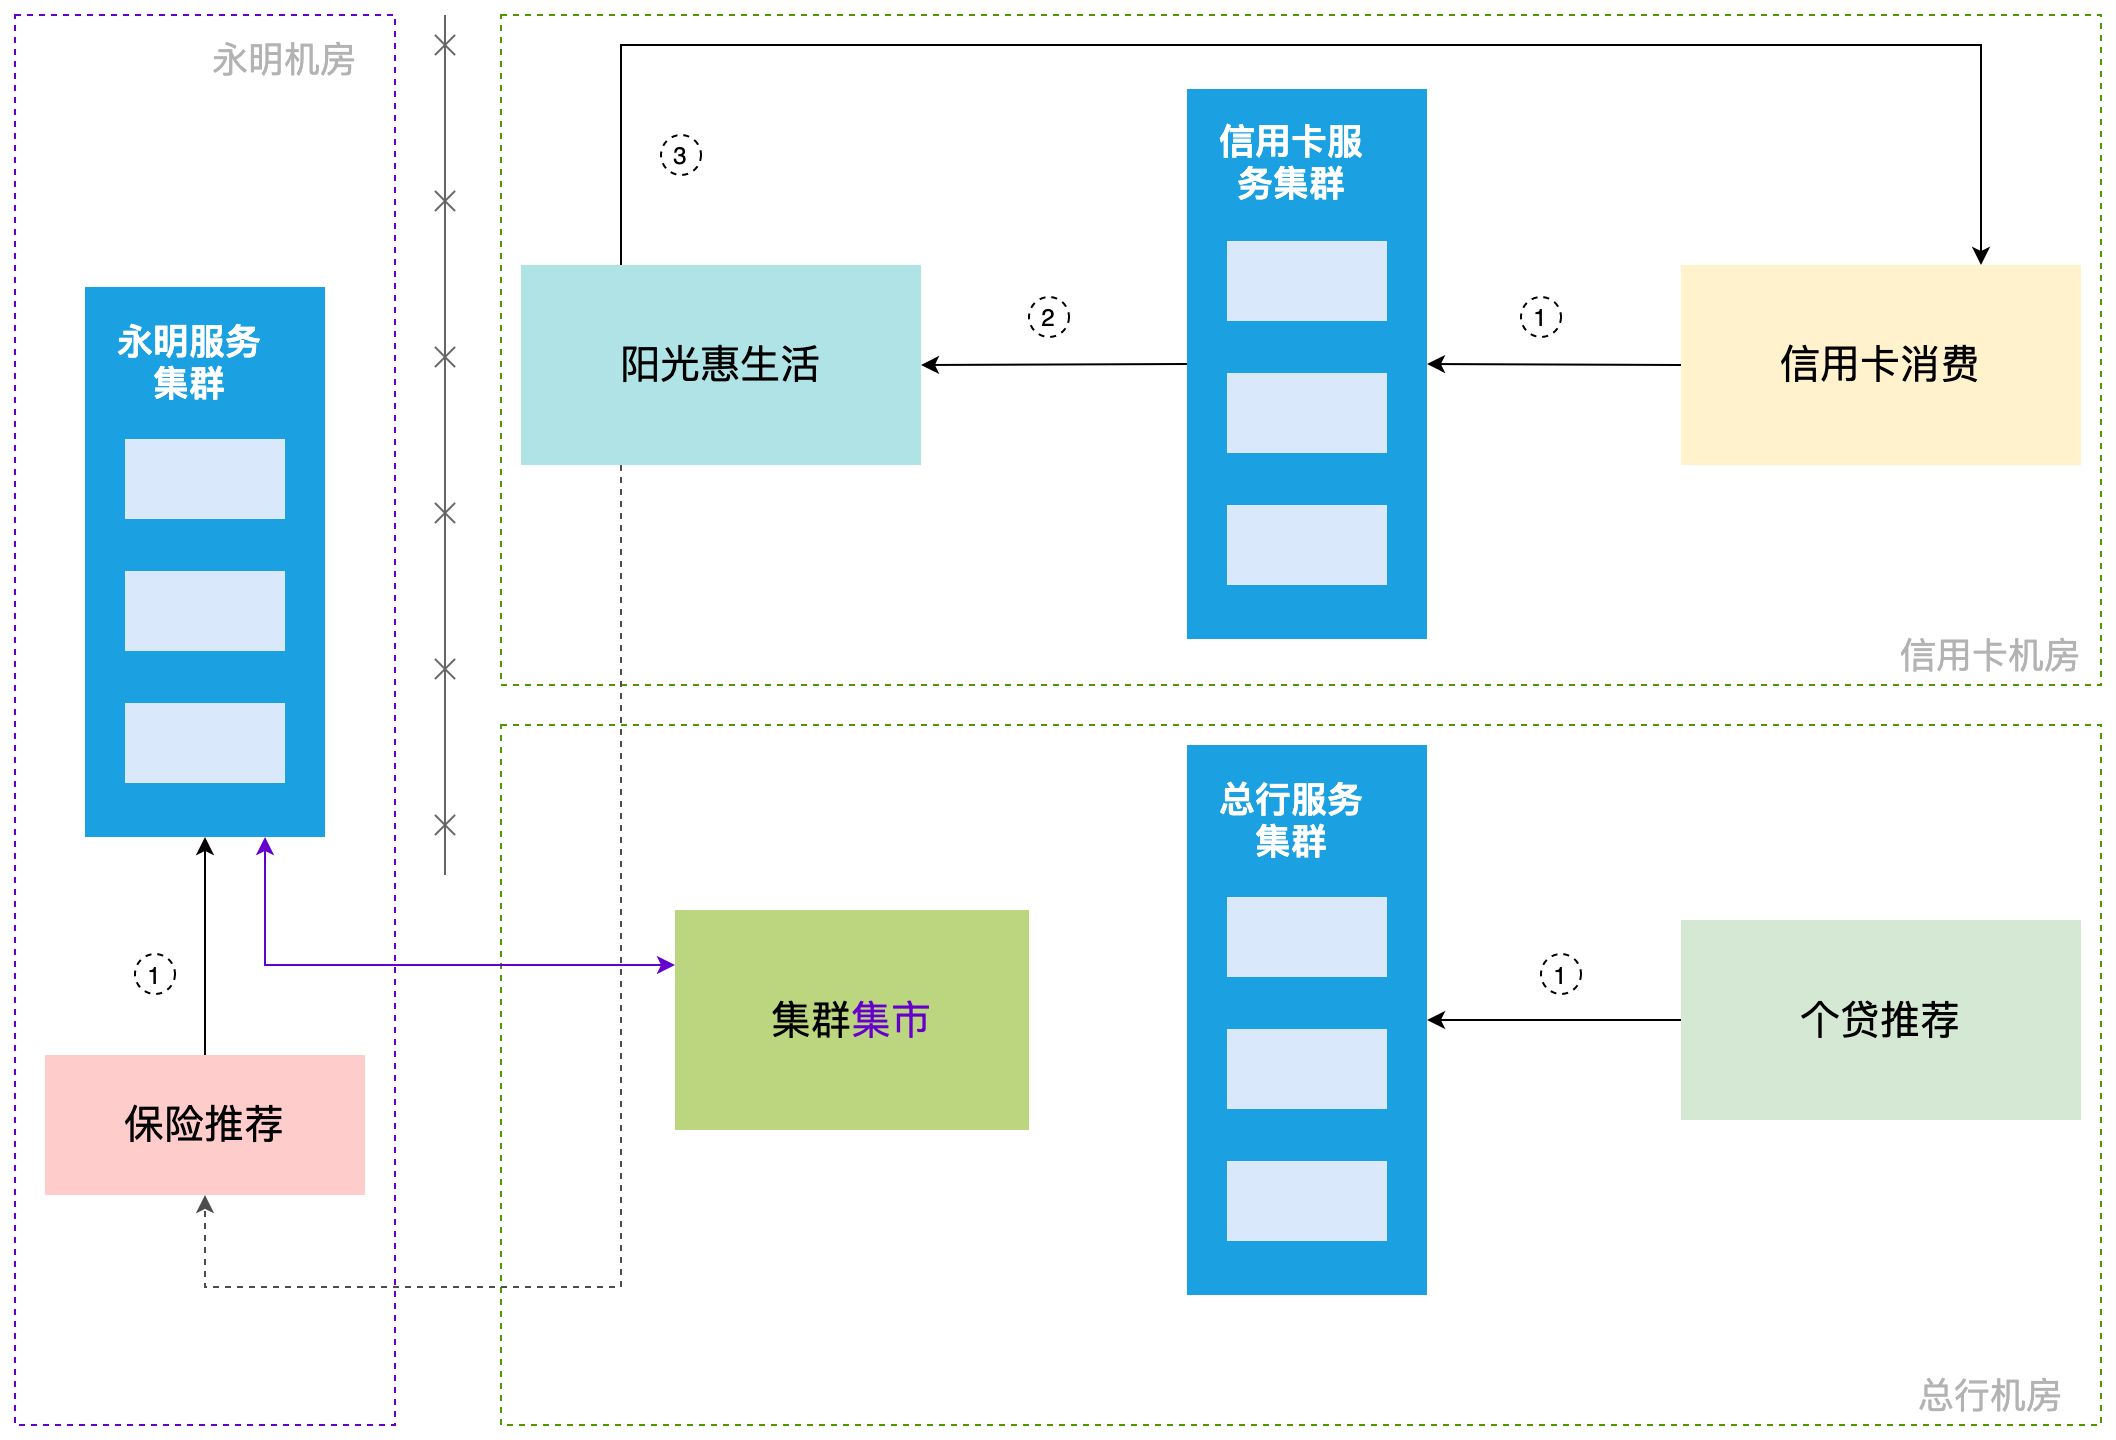 永明机房
3
信用卡服
务集群
永明服务
集群
阳光惠生活
2
1
信用卡消费
信用卡机房
总行服务
集群
1
集群集市
1
个贷推荐
保险推荐
总行机房